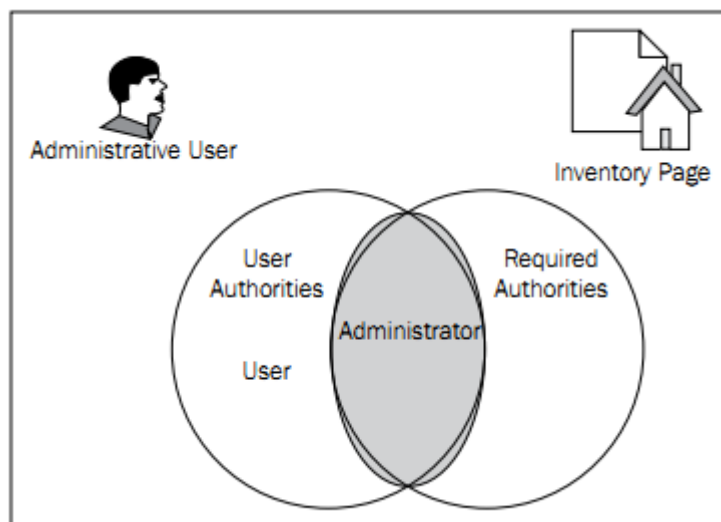 Administrative User
Inventory Page
User
Authorities
Required
Authorities
Administrator
User